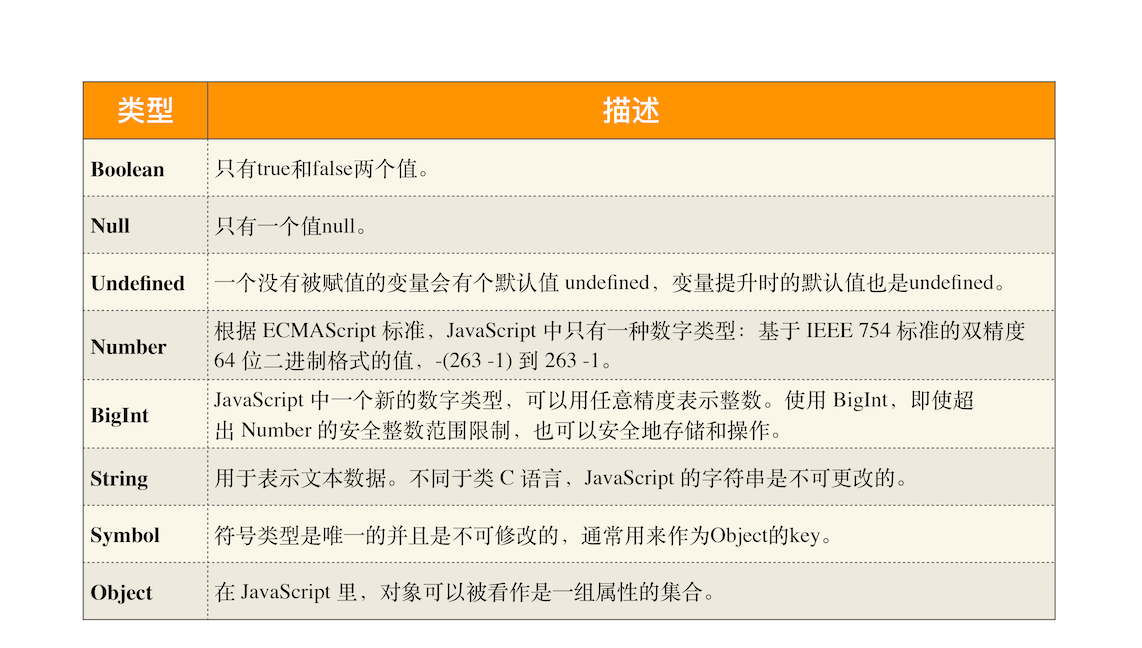 类型 描述
Boolean 只有true和false两个值。
Null 只有一个值null。
Undefined 一个没有被赋值的变量会有个默认值 undefined，变量提升时的默认值也是undefined。
Number 根据 ECMAScript 标准，JavaScript 中只有一种数字类型：基于 IEEE 754 标准的双精度
64 位二进制格式的值，-(263 -1) 到 263 -1。
BigInt JavaScript 中一个新的数字类型，可以用任意精度表示整数。使用 BigInt，即使超
出 Number 的安全整数范围限制，也可以安全地存储和操作。
String 用于表示文本数据。不同于类 C 语言，JavaScript 的字符串是不可更改的。
Symbol 符号类型是唯一的并且是不可修改的，通常用来作为Object的key。
Object 在 JavaScript 里，对象可以被看作是一组属性的集合。